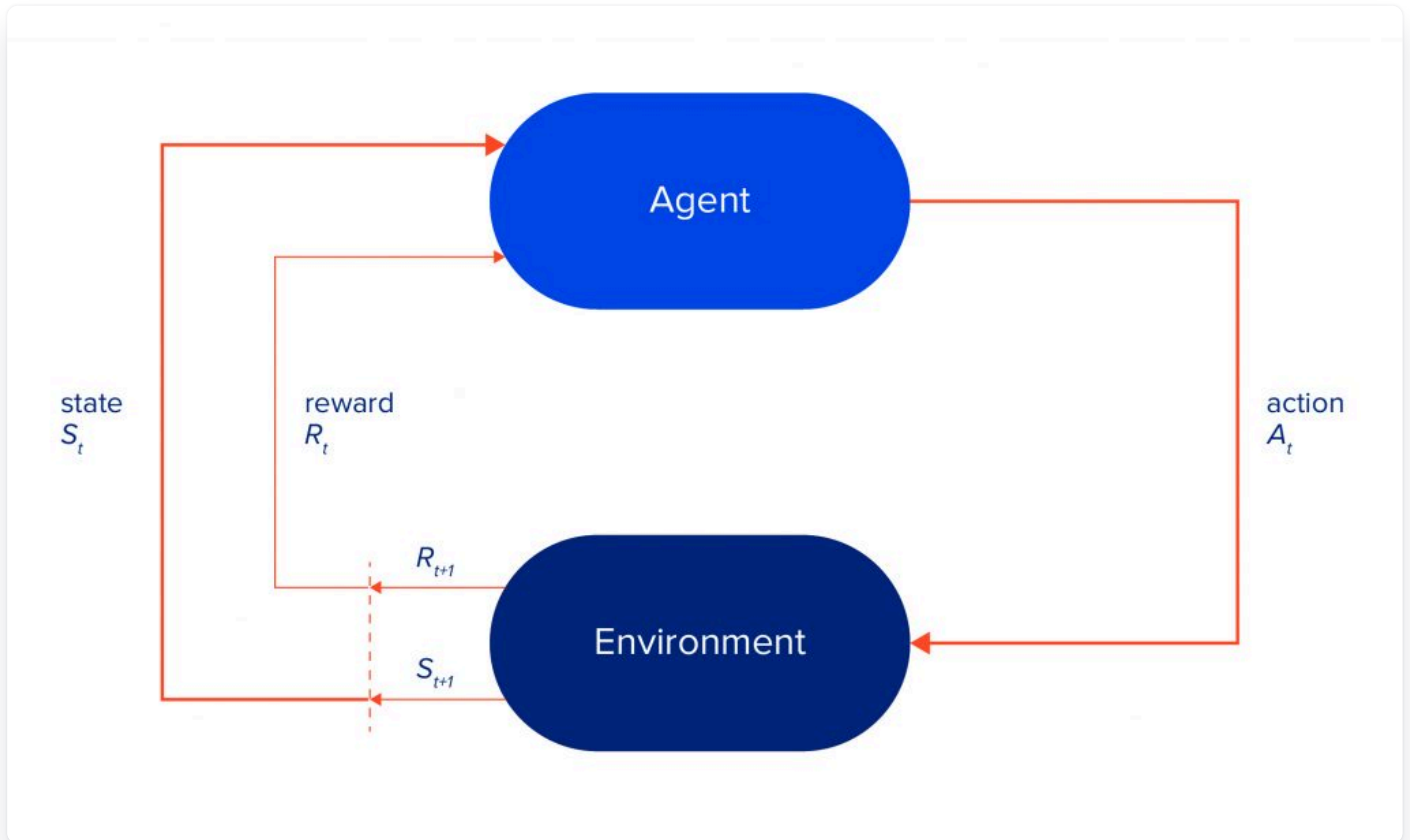 Agent
state
S_t
reward
R_t
action
A_t
R_t+1
Environment
S_t+1